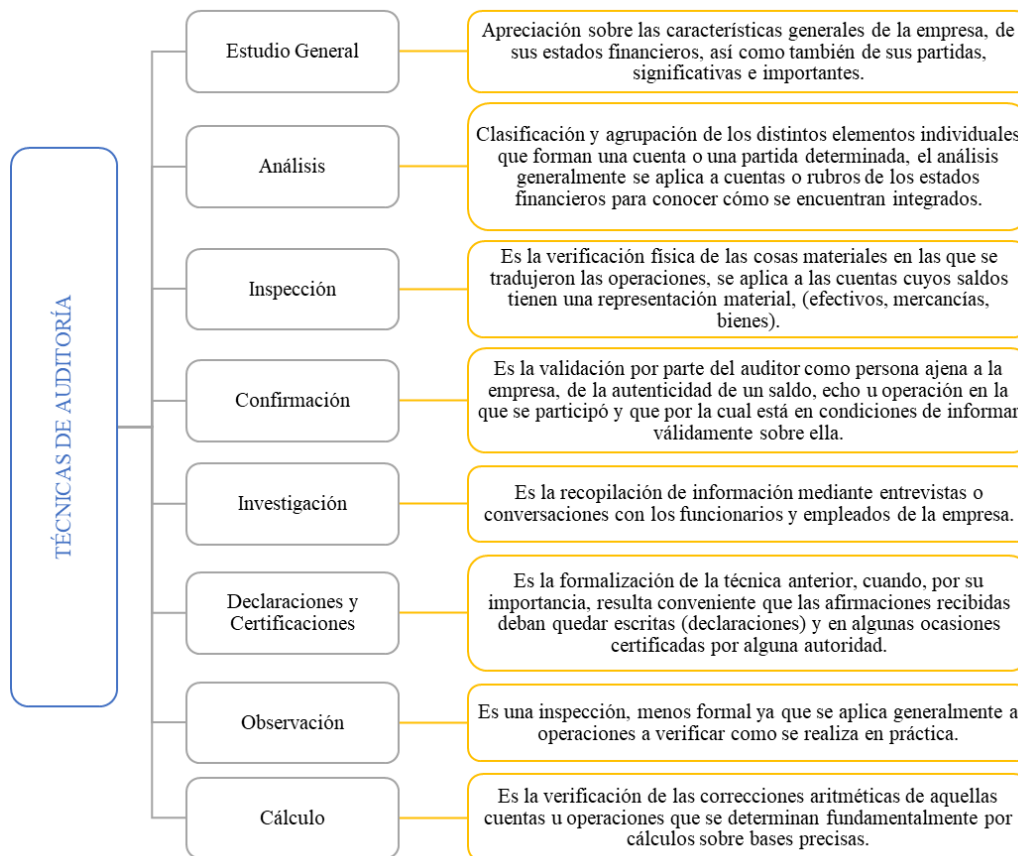 TÉCNICAS DE AUDITORÍA
Estudio General
Apreciación sobre las características generales de la empresa, de
sus estados financieros, así como también de sus partidas,
significativas e importantes.
Análisis
Clasificación y agrupación de los distintos elementos individuales
que forman una cuenta o una partida determinada, el análisis
generalmente se aplica a cuentas o rubros de los estados
financieros para conocer cómo se encuentran integrados.
Inspección
Es la verificación física de las cosas materiales en las que se
tradujeron las operaciones, se aplica a las cuentas cuyos saldos
tienen una representación material, (efectivos, mercancías,
bienes).
Confirmación
Es la validación por parte del auditor como persona ajena a la
empresa, de la autenticidad de un saldo, echo u operación en la
que se participó y que por la cual está en condiciones de informar
válidamente sobre ella.
Investigación
Es la recopilación de información mediante entrevistas o
conversaciones con los funcionarios y empleados de la empresa.
Declaraciones y
Certificaciones
Es la formalización de la técnica anterior, cuando, por su
importancia, resulta conveniente que las afirmaciones recibidas
deban quedar escritas (declaraciones) y en algunas ocasiones
certificadas por alguna autoridad.
Observación
Es una inspección, menos formal ya que se aplica generalmente a
operaciones a verificar como se realiza en práctica.
Cálculo
Es la verificación de las correcciones aritméticas de aquellas
cuentas u operaciones que se determinan fundamentalmente por
cálculos sobre bases precisas.